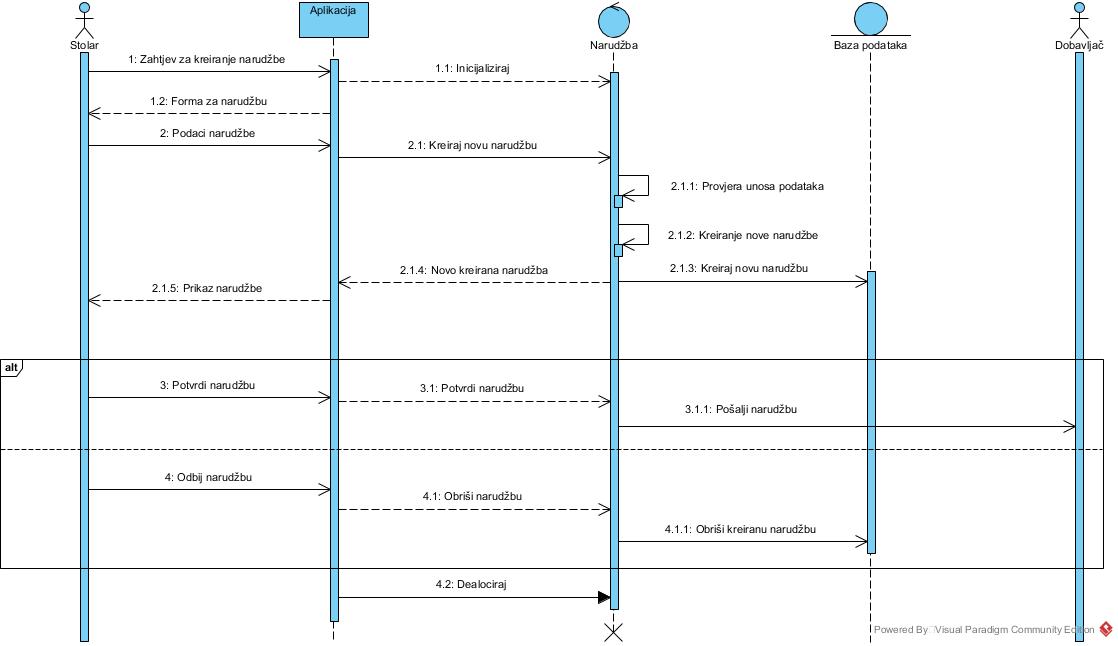 Aplikacija
Stolar
Narudžba
Baza podataka
Dobavljač
1: Zahtjev za kreiranje narudžbe
1.1: Inicijaliziraj
1.2: Forma za narudžbu
2: Podaci narudžbe
2.1: Kreiraj novu narudžbu
2.1.1: Provjera unosa podataka
2.1.2: Kreiranje nove narudžbe
2.1.4: Novo kreirana narudžba
2.1.3: Kreiraj novu narudžbu
2.1.5: Prikaz narudžbe
alt
3: Potvrdi narudžbu
3.1: Potvrdi narudžbu
3.1.1: Pošalji narudžbu
4: Odbij narudžbu
4.1: Obriši narudžbu
4.1.1: Obriši kreiranu narudžbu
4.2: Dealociraj
Powered By Visual Paradigm Community Edition